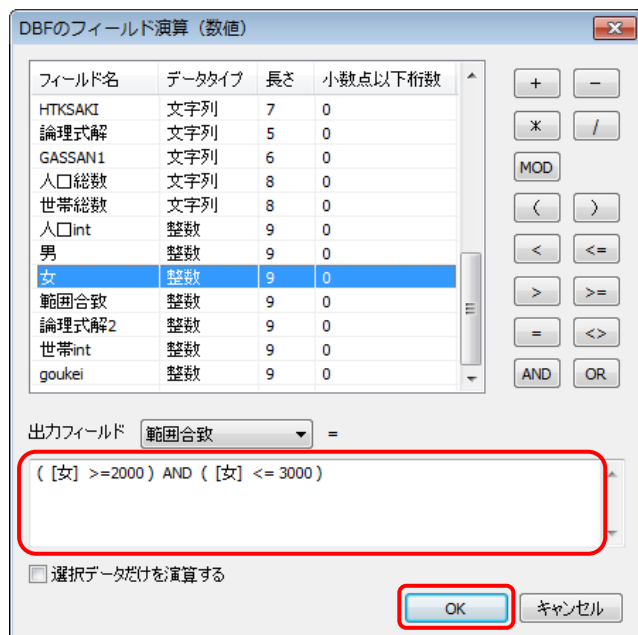 DBFのフィールド演算（数値）
フィールド名 データタイプ 長さ 小数点以下桁数
HTKSAKI 文字列 7 0
論理式解 文字列 5 0
GASSAN1 文字列 6 0
人口総数 文字列 8 0
世帯総数 文字列 8 0
人口int 整数 9 0
男 整数 9 0
女 整数 9 0
範囲合致 整数 9 0
論理式解2 整数 9 0
世帯int 整数 9 0
goukei 整数 9 0
+ -
* /
MOD
( )
< <=
> >=
= <>
AND OR
出力フィールド 範囲合致 =
( [女] >=2000 ) AND ( [女] <= 3000 )
選択データだけを演算する
OK キャンセル